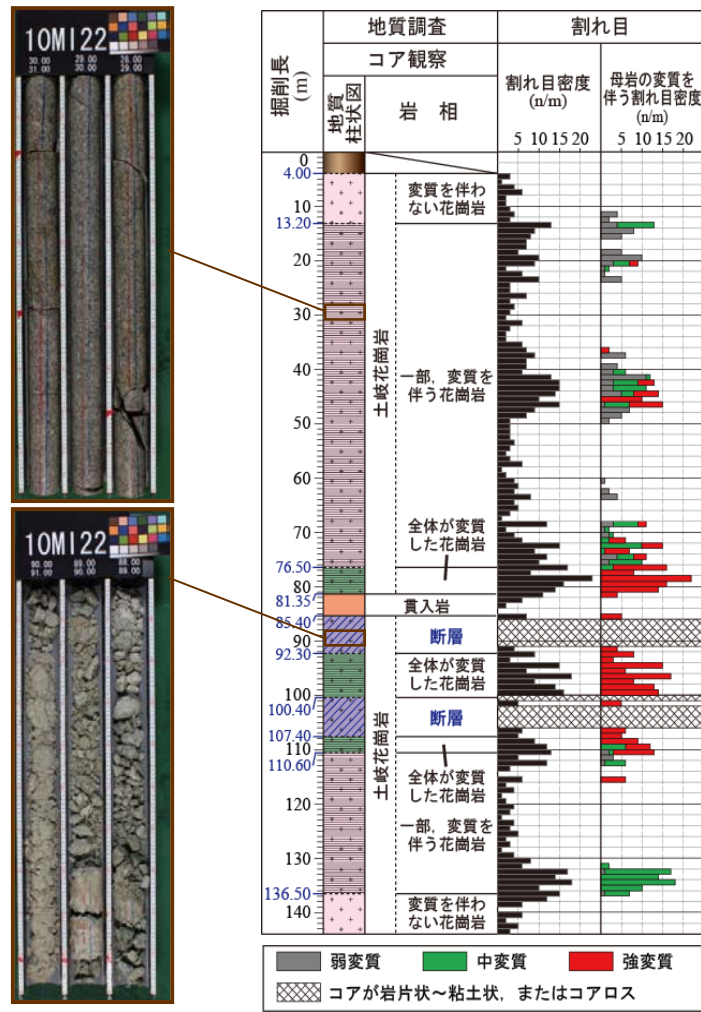 10MI22
30.00 29.00 28.00
31.00 30.00 29.00
10MI22
90.00 89.00 88.00
91.00 90.00 89.00
掘削長
(m)
地質調査
コア観察
地質
柱状図
岩 相
割れ目
割れ目密度
(n/m)
5 10 15 20
母岩の変質を
伴う割れ目密度
(n/m)
5 10 15 20
0
4.00
10
13.20
20
30
40
50
60
70
76.50
80
81.35
85.40
90
92.30
100
100.40
107.40
110
110.60
120
130
136.50
140
土岐花崗岩
変質を伴わ
ない花崗岩
一部，変質を
伴う花崗岩
全体が変質
した花崗岩
貫入岩
土岐花崗岩
断層
全体が変質
した花崗岩
断層
全体が変質
した花崗岩
一部，変質を
伴う花崗岩
変質を伴わ
ない花崗岩
弱変質 中変質 強変質
コアが岩片状～粘土状，またはコアロス